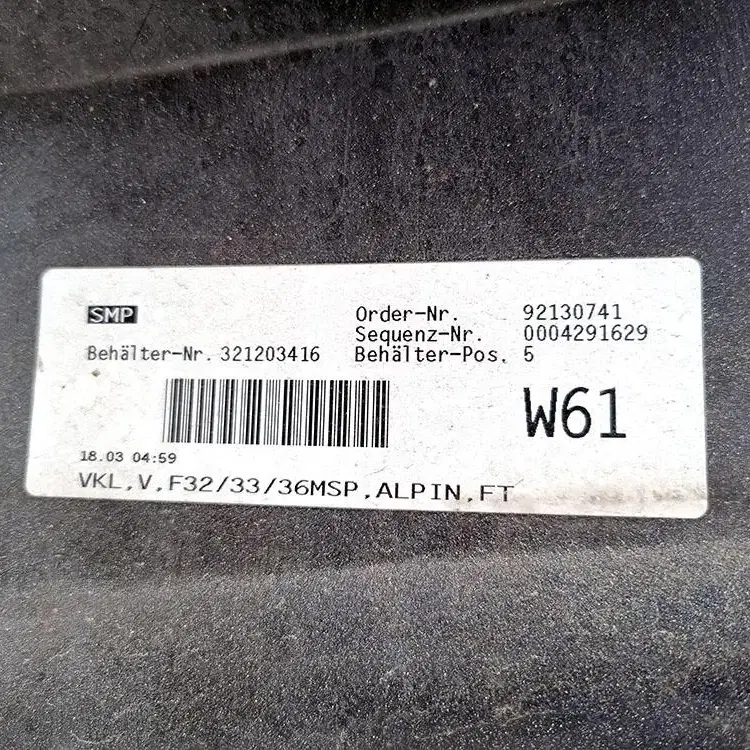 SMP
Order-Nr. 92130741
Sequenz-Nr. 0004291629
Behälter-Nr. 321203416 Behälter-Pos. 5
W61
18.03 04:59
VKL,V,F32/33/36MSP,ALPIN,FT